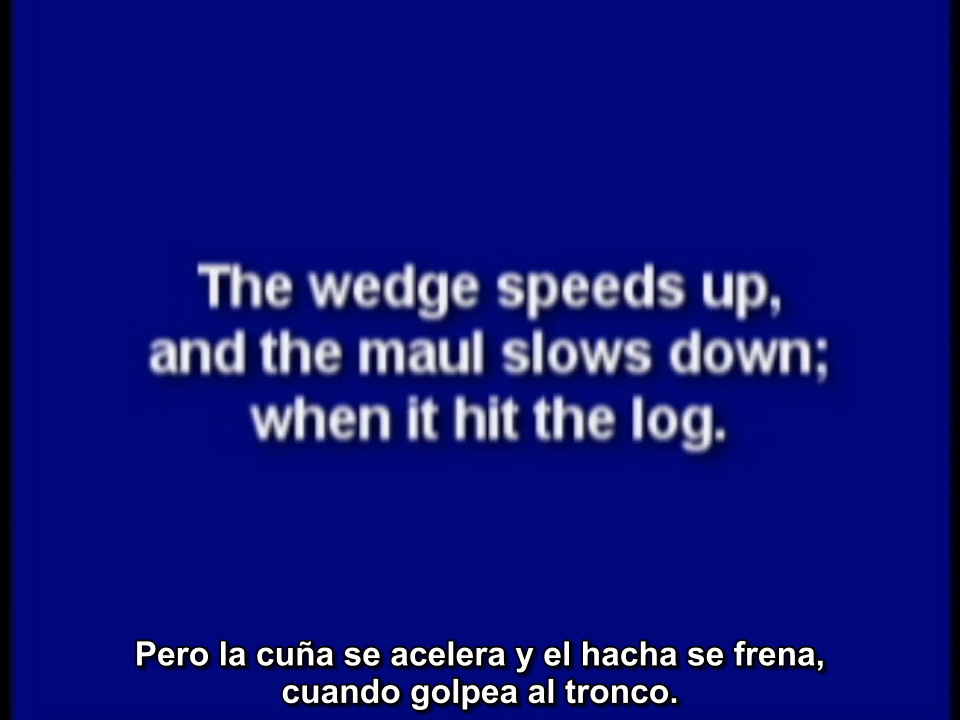 The wedge speeds up,
and the maul slows down;
when it hit the log.
Pero la cuña se acelera y el hacha se frena,
cuando golpea al tronco.